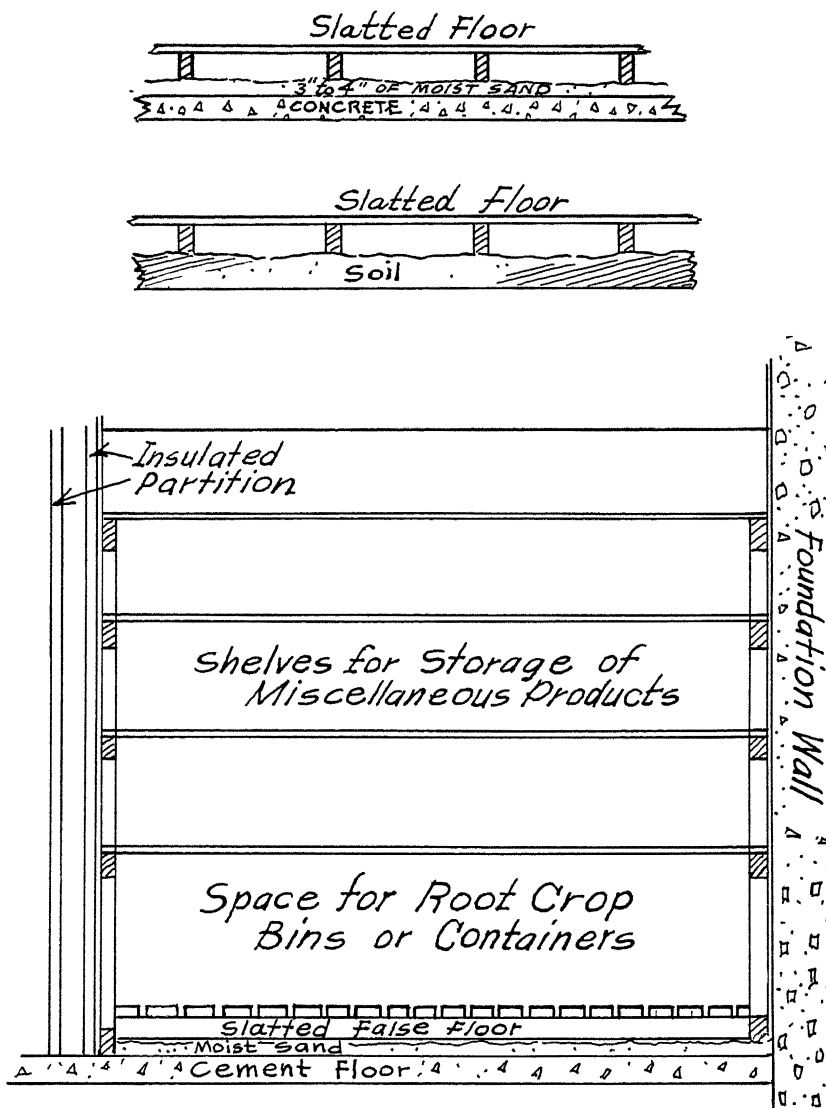 Slatted Floor
3" to 4" OF MOIST SAND
CONCRETE
Slatted Floor
Soil
Insulated
Partition
Foundation Wall
Shelves for Storage of
Miscellaneous Products
Space for Root Crop
Bins or Containers
Slatted False Floor
Moist Sand
Cement Floor